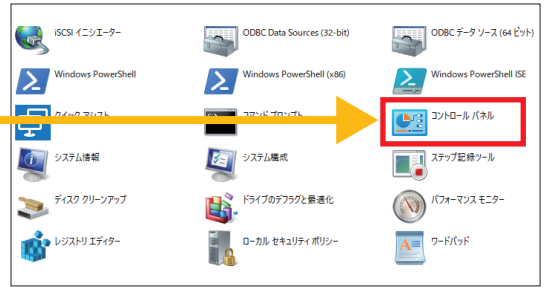 iSCSI イニシエーター
ODBC Data Sources (32-bit)
ODBC データ ソース (64 ビット)
Windows PowerShell
Windows PowerShell (x86)
Windows PowerShell ISE
クイック アシスト
コマンド プロンプト
コントロール パネル
システム情報
システム構成
ステップ記録ツール
ディスク クリーンアップ
ドライブのデフラグと最適化
パフォーマンス モニター
レジストリ エディター
ローカル セキュリティ ポリシー
ワードパッド